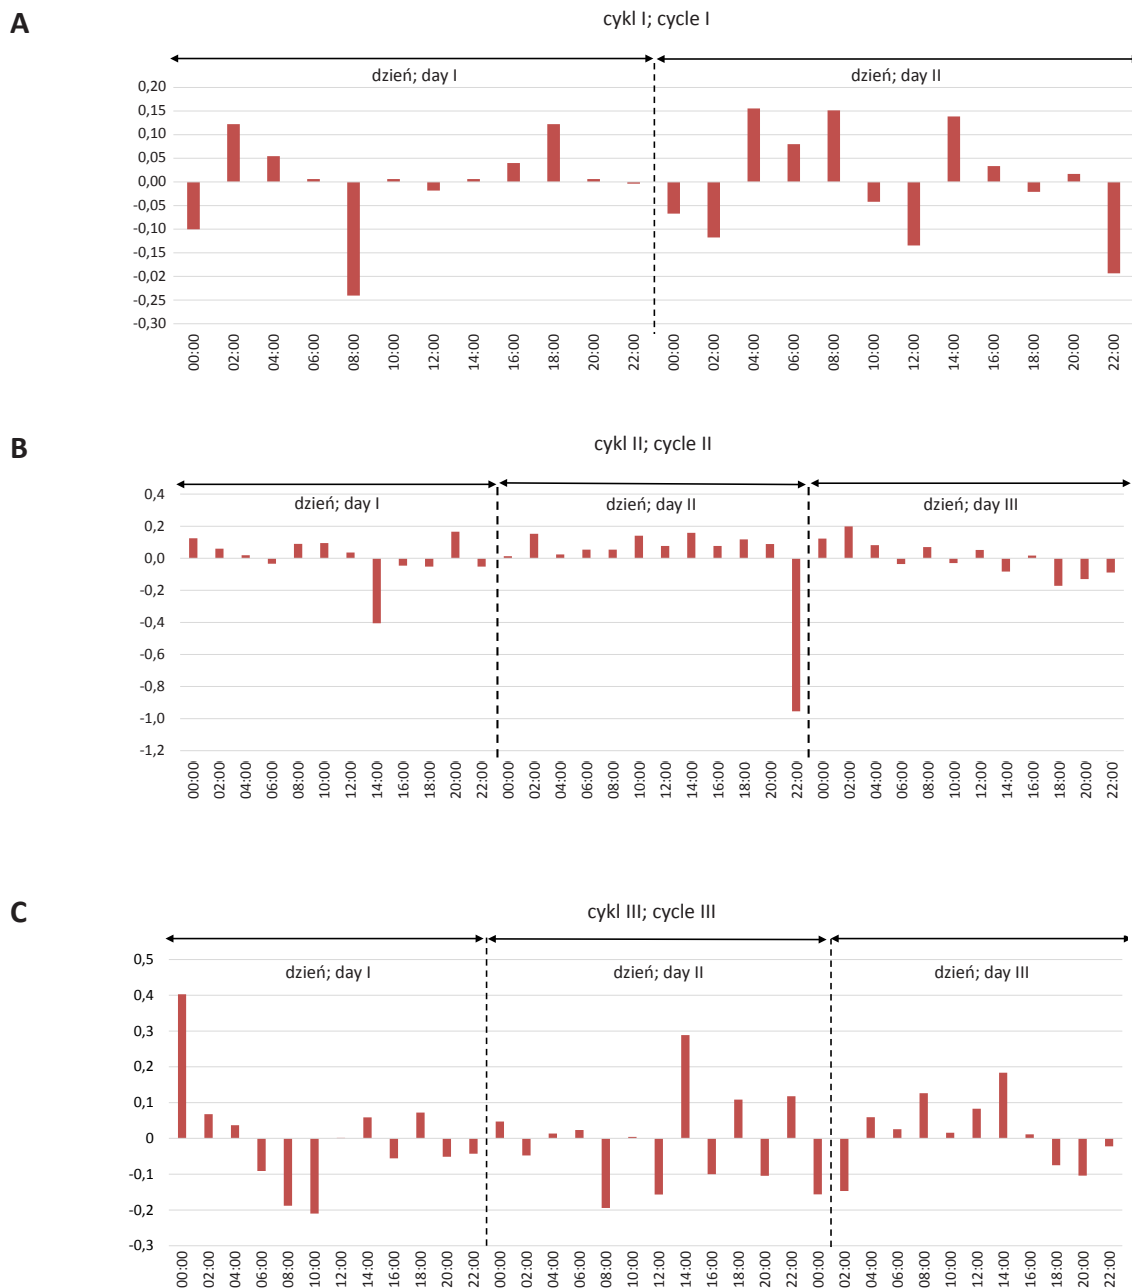 A
cykl I; cycle I
dzień; day I
dzień; day II
0,20
0,15
0,10
0,05
0,00
-0,05
-0,10
-0,15
-0,02
-0,25
-0,30
00:00 02:00 04:00 06:00 08:00 10:00 12:00 14:00 16:00 18:00 20:00 22:00 00:00 02:00 04:00 06:00 08:00 10:00 12:00 14:00 16:00 18:00 20:00 22:00
B
cykl II; cycle II
dzień; day I
dzień; day II
dzień; day III
0,4
0,2
0,0
-0,2
-0,4
-0,6
-0,8
-1,0
-1,2
00:00 02:00 04:00 06:00 08:00 10:00 12:00 14:00 16:00 18:00 20:00 22:00 00:00 02:00 04:00 06:00 08:00 10:00 12:00 14:00 16:00 18:00 20:00 22:00 00:00 02:00 04:00 06:00 08:00 10:00 12:00 14:00 16:00 18:00 20:00 22:00
C
cykl III; cycle III
dzień; day I
dzień; day II
dzień; day III
0,5
0,4
0,3
0,2
0,1
0
-0,1
-0,2
-0,3
00:00 02:00 04:00 06:00 08:00 10:00 12:00 14:00 16:00 18:00 20:00 22:00 00:00 02:00 04:00 06:00 08:00 10:00 12:00 14:00 16:00 18:00 20:00 22:00 00:00 02:00 04:00 06:00 08:00 10:00 12:00 14:00 16:00 18:00 20:00 22:00